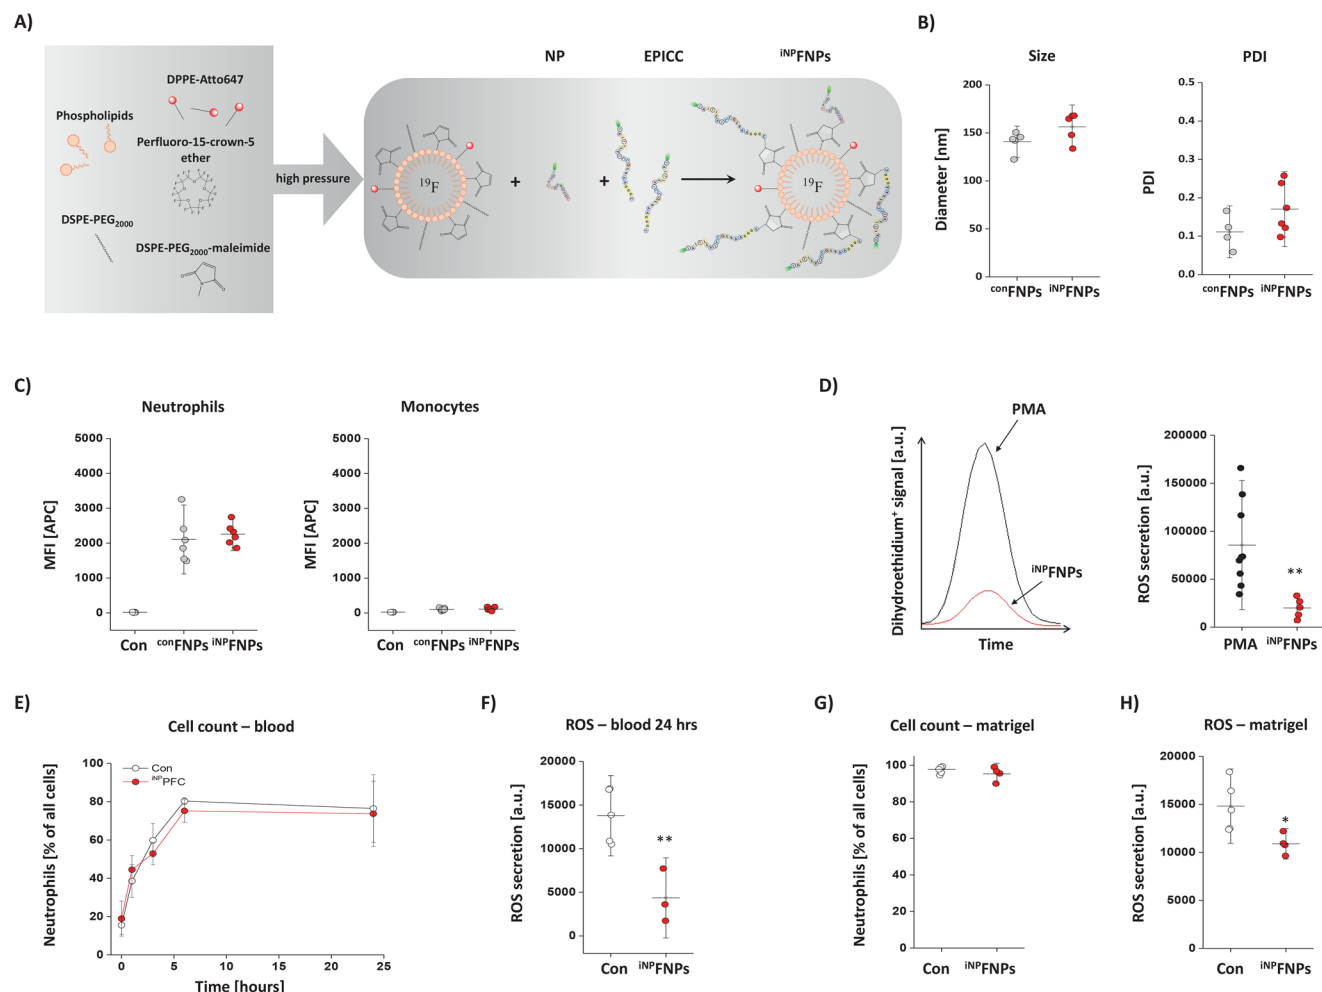 A)
DPPE-Atto647
Phospholipids
Perfluoro-15-crown-5
ether
DSPE-PEG2000
DSPE-PEG2000-maleimide
high pressure
NP
EPICC
iNPFNPs
19F
+
+
19F
B)
Size
PDI
Diameter [nm]
200
150
100
50
0
conFNPs
iNPFNPs
PDI
0.5
0.4
0.3
0.2
0.1
0.0
conFNPs
iNPFNPs
C)
Neutrophils
Monocytes
MFI [APC]
5000
4000
3000
2000
1000
0
Con
conFNPs
iNPFNPs
MFI [APC]
5000
4000
3000
2000
1000
0
Con
conFNPs
iNPFNPs
D)
PMA
iNPFNPs
Dihydroethidium+ signal [a.u.]
Time
ROS secretion [a.u.]
200000
150000
100000
50000
0
**
PMA
iNPFNPs
E)
Cell count – blood
Con
iNPPFC
Neutrophils [% of all cells]
100
80
60
40
20
0
0
5
10
15
20
25
Time [hours]
F)
ROS – blood 24 hrs
ROS secretion [a.u.]
20000
15000
10000
5000
0
**
Con
iNPFNPs
G)
Cell count – matrigel
Neutrophils [% of all cells]
100
80
60
40
20
0
Con
iNPFNPs
H)
ROS – matrigel
ROS secretion [a.u.]
20000
15000
10000
5000
0
*
Con
iNPFNPs